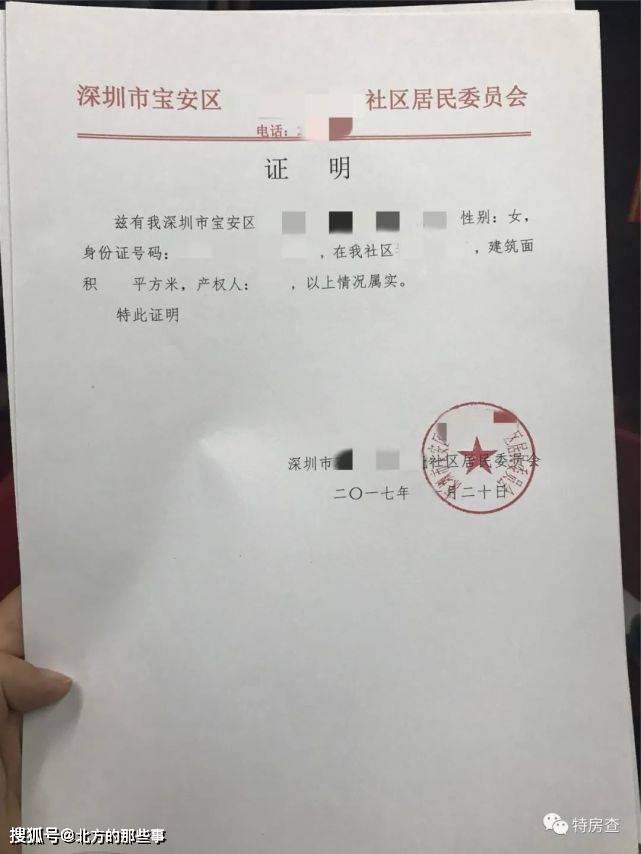 深圳市宝安区 社区居民委员会
电话:
证 明
兹有我深圳市宝安区 性别:女,
身份证号码: ,在我社区 ,建筑面
积 平方米,产权人: ,以上情况属实。
特此证明
深圳市 社区居民委员会
二〇一七年 月二十日
搜狐号@北方的那些事
特房查